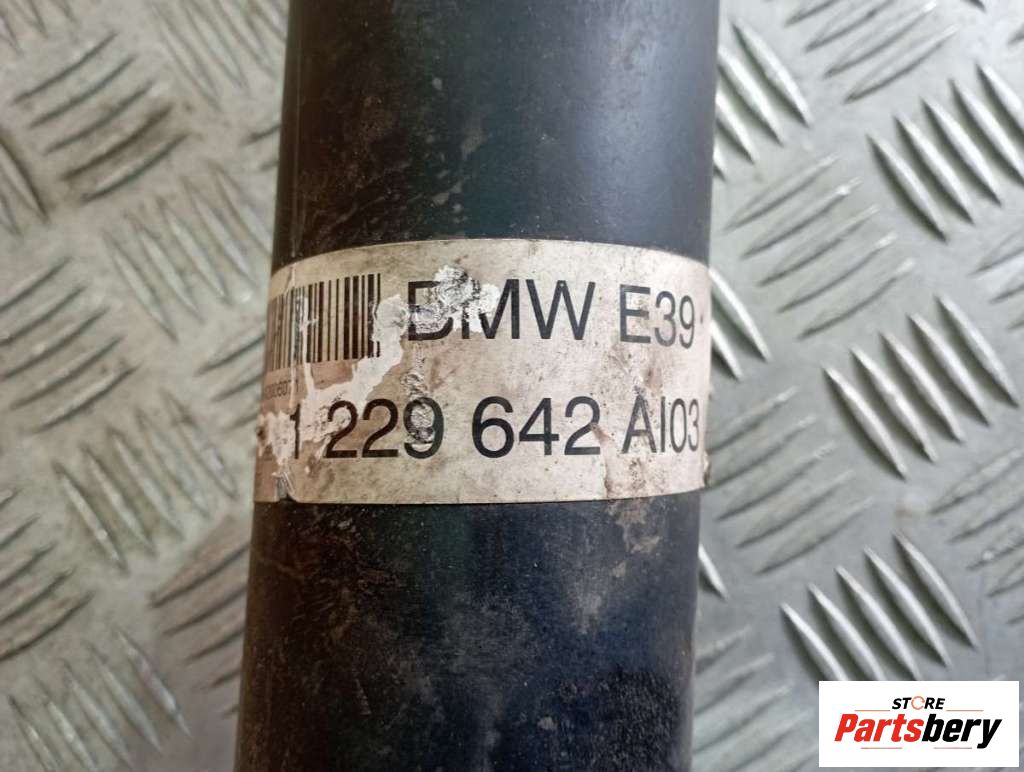 BMW E39
1 229 642 AI03
STORE
Partsbery